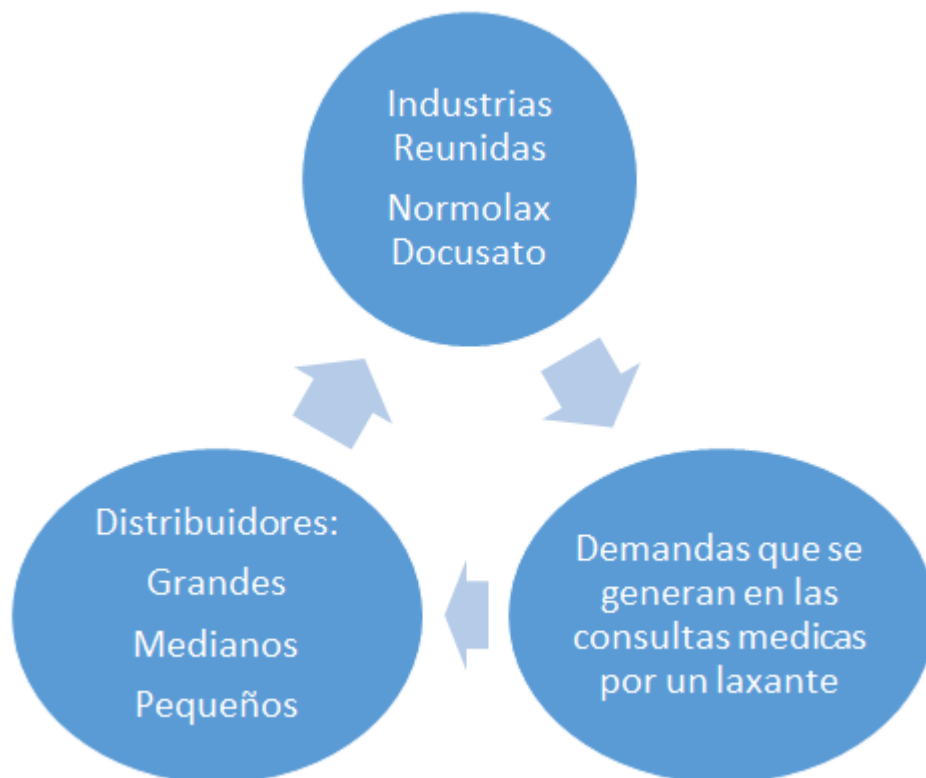 Industrias
Reunidas
Normolax
Docusato
Distribuidores:
Grandes
Medianos
Pequeños
Demandas que se
generan en las
consultas medicas
por un laxante